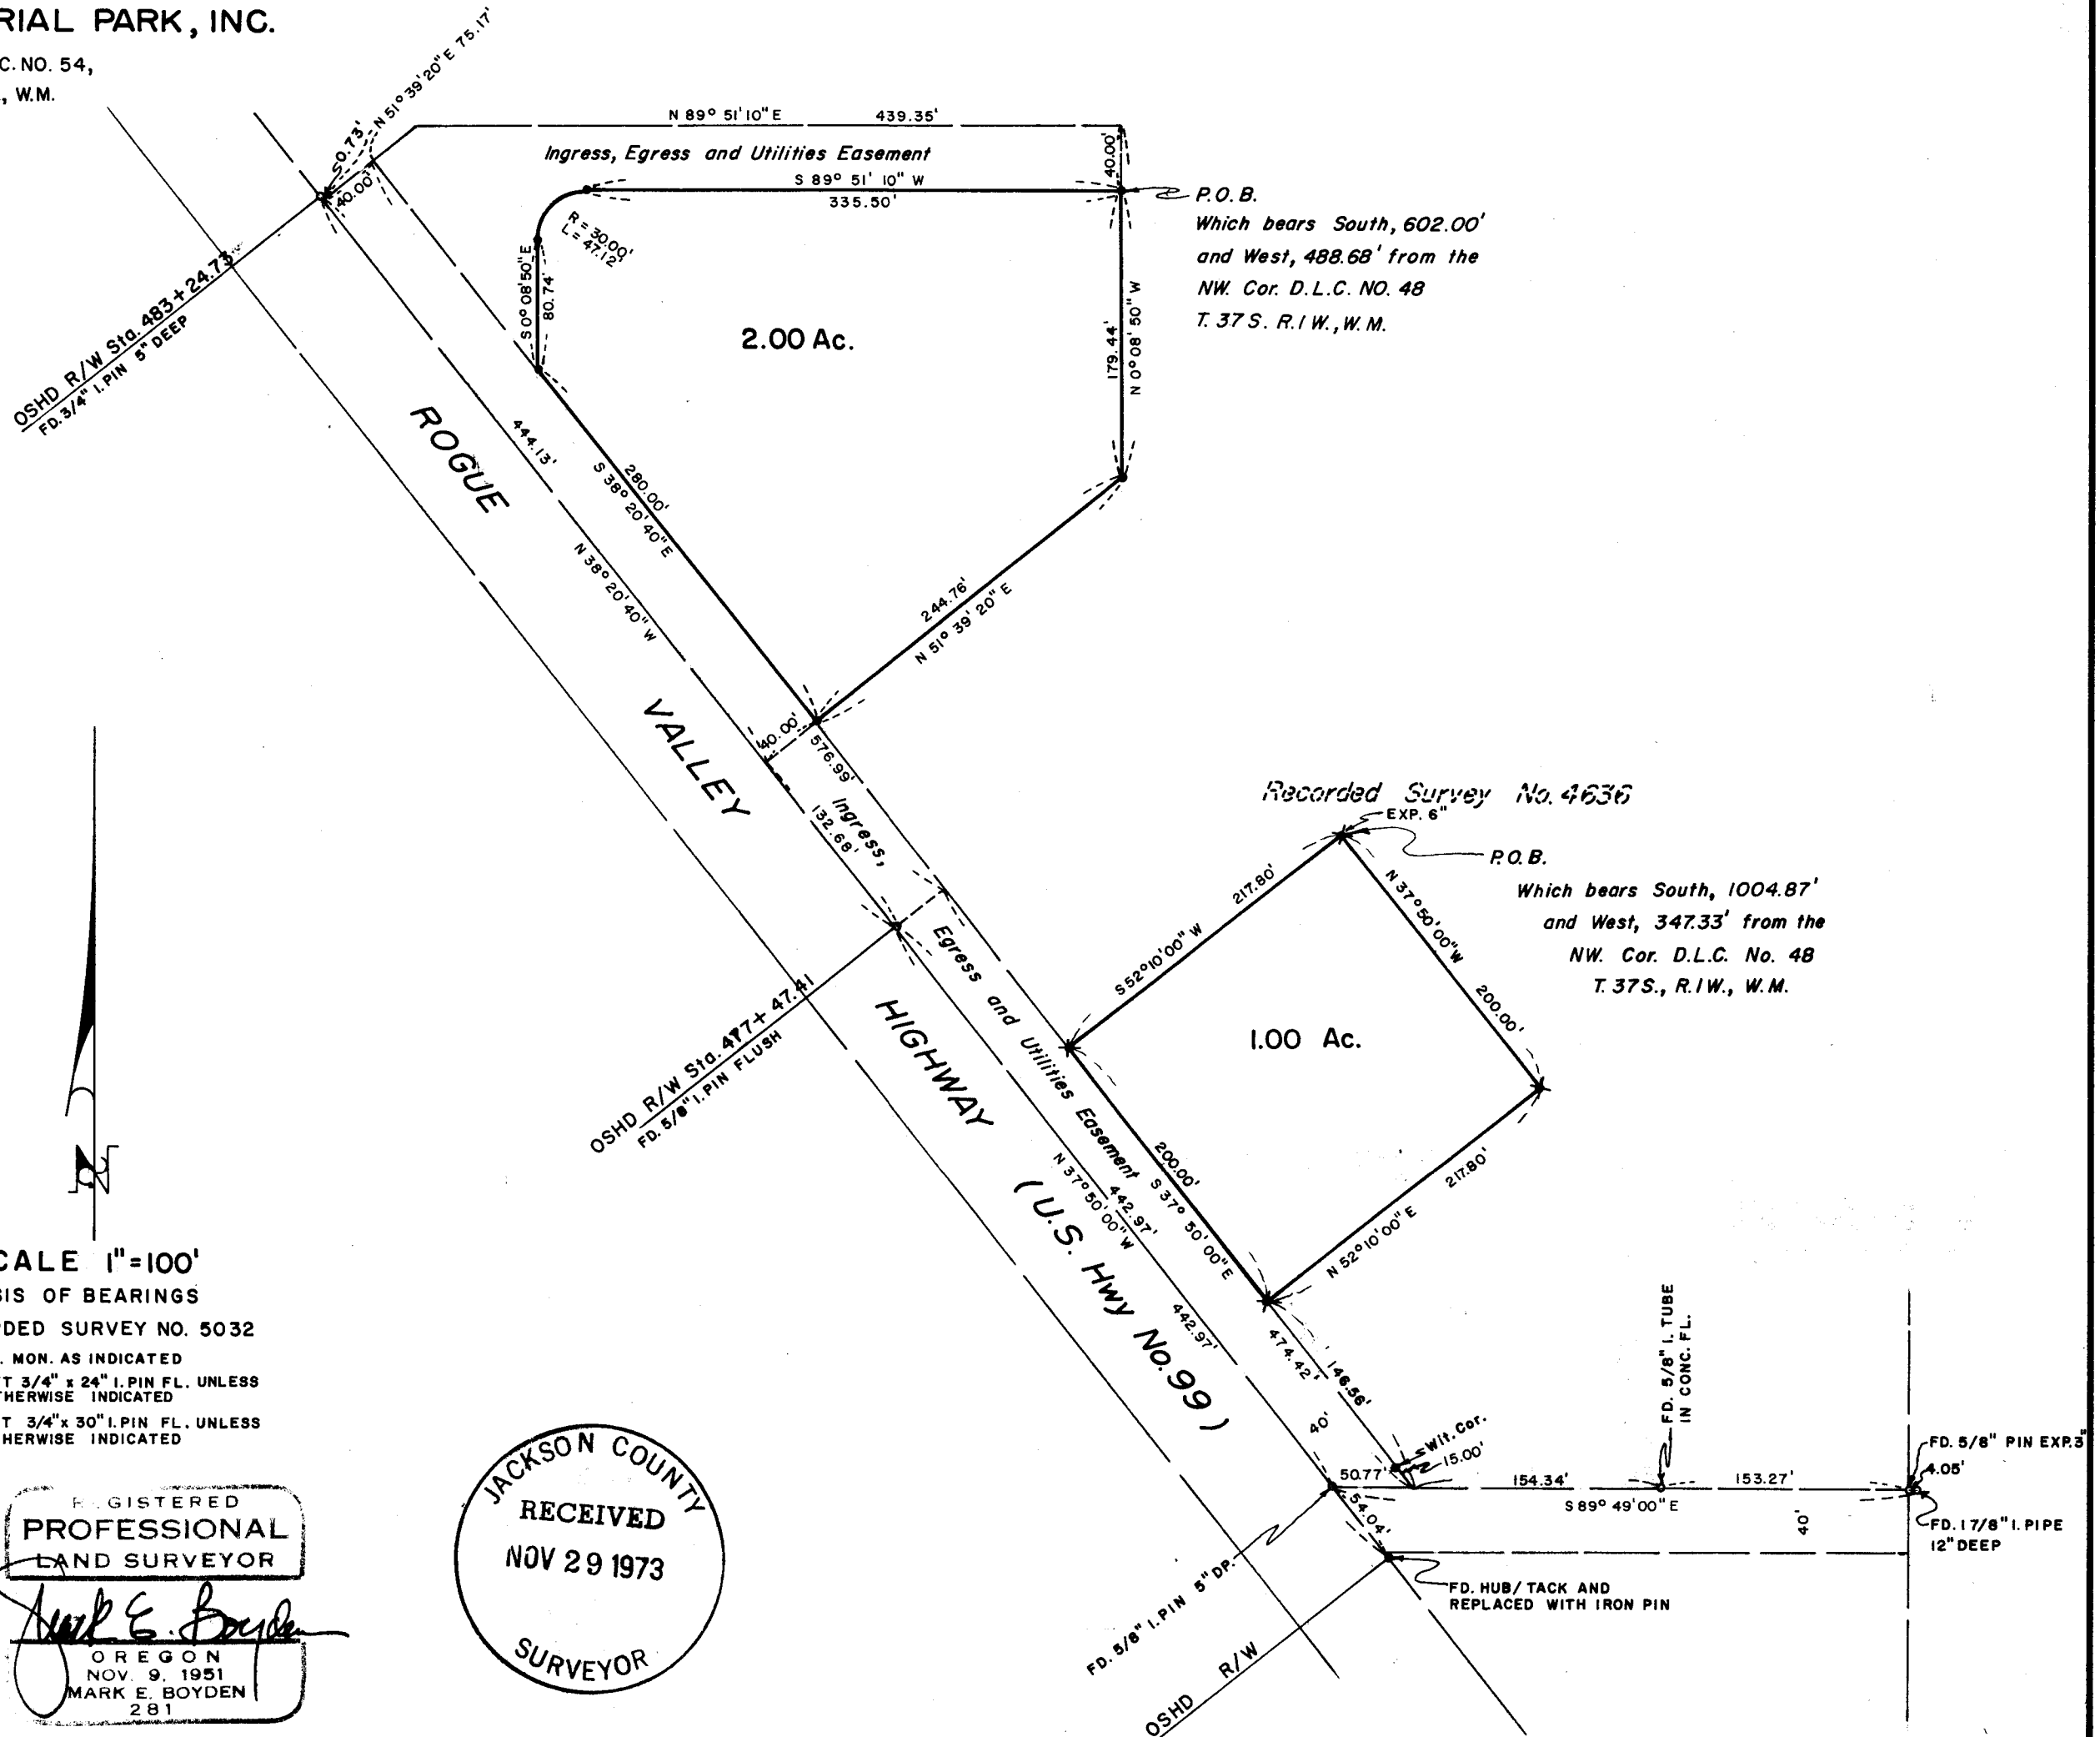 RIAL PARK, INC.
C. NO. 54,
., W.M.
N 51° 39' 20" E 75.17'
0.73'
40.00'
N 89° 51' 10" E 439.35'
Ingress, Egress and Utilities Easement
40.00'
S 89° 51' 10" W
335.50'
R = 30.00'
L = 47.12'
S 0° 08' 50" E
80.74'
2.00 Ac.
179.44'
N 0° 08' 50" W
P.O.B.
Which bears South, 602.00'
and West, 488.68' from the
NW. Cor. D.L.C. NO. 48
T. 37 S. R. 1 W., W.M.
OSHD R/W Sta. 483 + 24.73
FD. 3/4" I. PIN 5" DEEP
ROGUE
VALLEY
HIGHWAY
(U.S. Hwy No. 99)
444.13'
N 38° 20' 40" W
280.00'
S 38° 20' 40" E
244.76'
N 51° 39' 20" E
40.00'
576.99'
132.68'
Ingress,
Egress and Utilities Easement
OSHD R/W Sta. 477 + 47.41
FD. 5/8" I. PIN FLUSH
Recorded Survey No. 4636
EXP. 6"
P.O.B.
Which bears South, 1004.87'
and West, 347.33' from the
NW. Cor. D.L.C. No. 48
T. 37 S., R. 1 W., W.M.
217.80'
S 52° 10' 00" W
N 37° 50' 00" W
200.00'
1.00 Ac.
200.00'
S 37° 50' 00" E
217.80'
N 52° 10' 00" E
N 37° 50' 00" W
442.97'
442.97'
474.42'
146.56'
40'
Wit. Cor.
15.00'
50.77'
54.04'
154.34'
S 89° 49' 00" E
153.27'
40'
FD. 5/8" I. TUBE
IN CONC. FL.
FD. 5/8" PIN EXP. 3"
4.05'
FD. 1 7/8" I. PIPE
12" DEEP
FD. HUB/ TACK AND
REPLACED WITH IRON PIN
FD. 5/8" I. PIN 5" DP.
OSHD R/W
N
CALE 1"=100'
SIS OF BEARINGS
DED SURVEY NO. 5032
. MON. AS INDICATED
T 3/4" x 24" I. PIN FL. UNLESS
THERWISE INDICATED
T 3/4" x 30" I. PIN FL. UNLESS
HERWISE INDICATED
R GISTERED
PROFESSIONAL
LAND SURVEYOR
Mark E. Boyden
OREGON
NOV. 9, 1951
MARK E. BOYDEN
281
JACKSON COUNTY
RECEIVED
NOV 29 1973
SURVEYOR